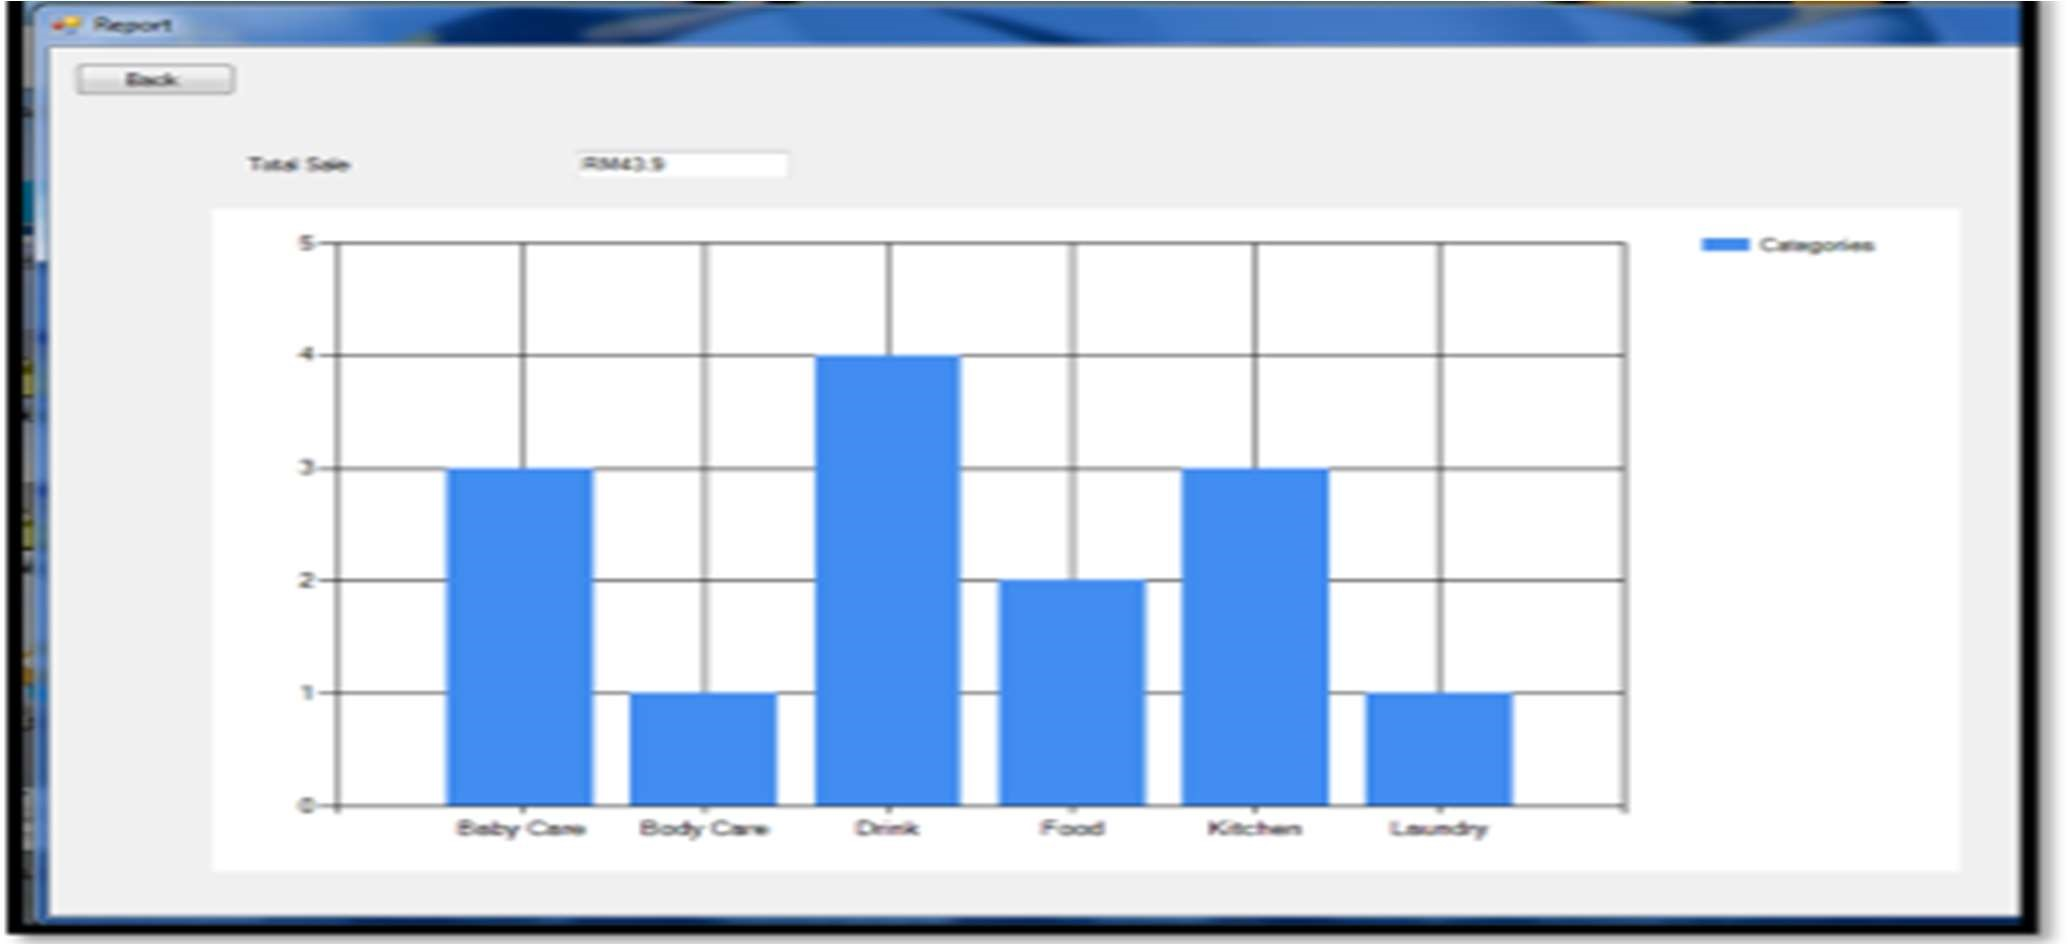 Report
Back
Total Sale RM43.9
5
Categories
4
3
2
1
0
Baby Care Body Care Drink Food Kitchen Laundry